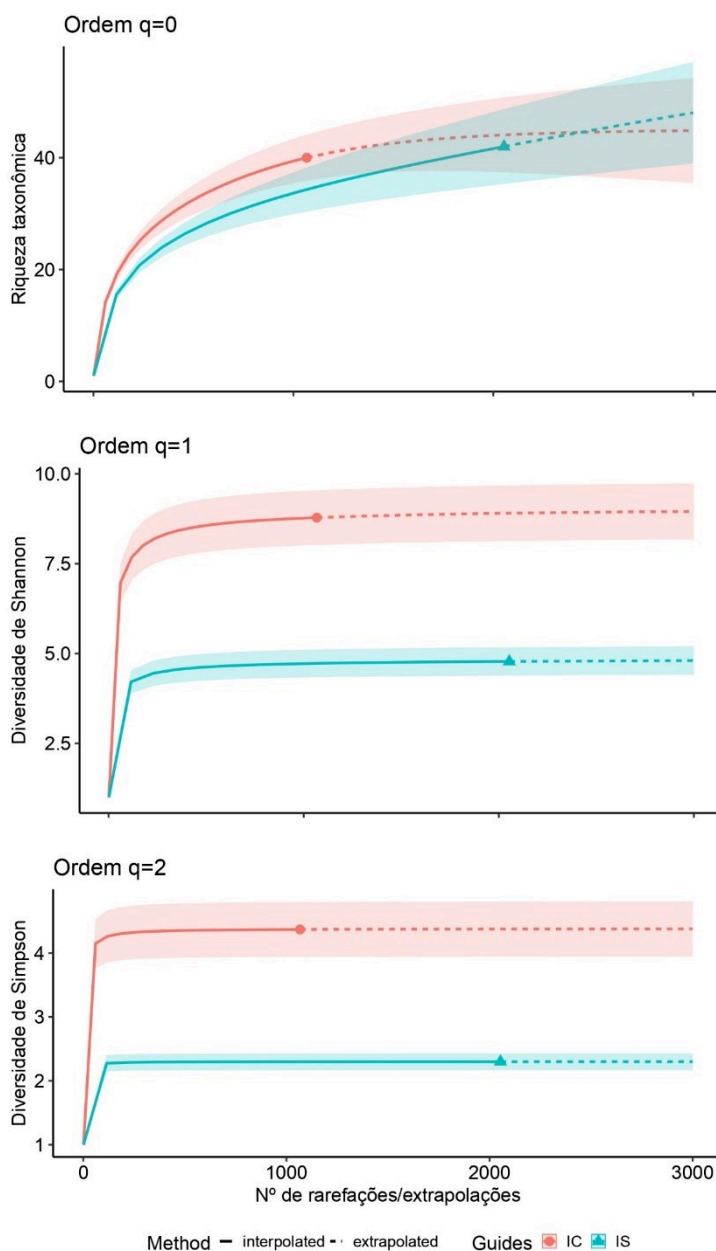 Ordem q=0
Riqueza taxonômica
40
20
0
Ordem q=1
Diversidade de Shannon
10.0
7.5
5.0
2.5
Ordem q=2
Diversidade de Simpson
4
3
2
1
0 1000 2000 3000
Nº de rarefações/extrapolações
Method interpolated extrapolated Guides IC IS